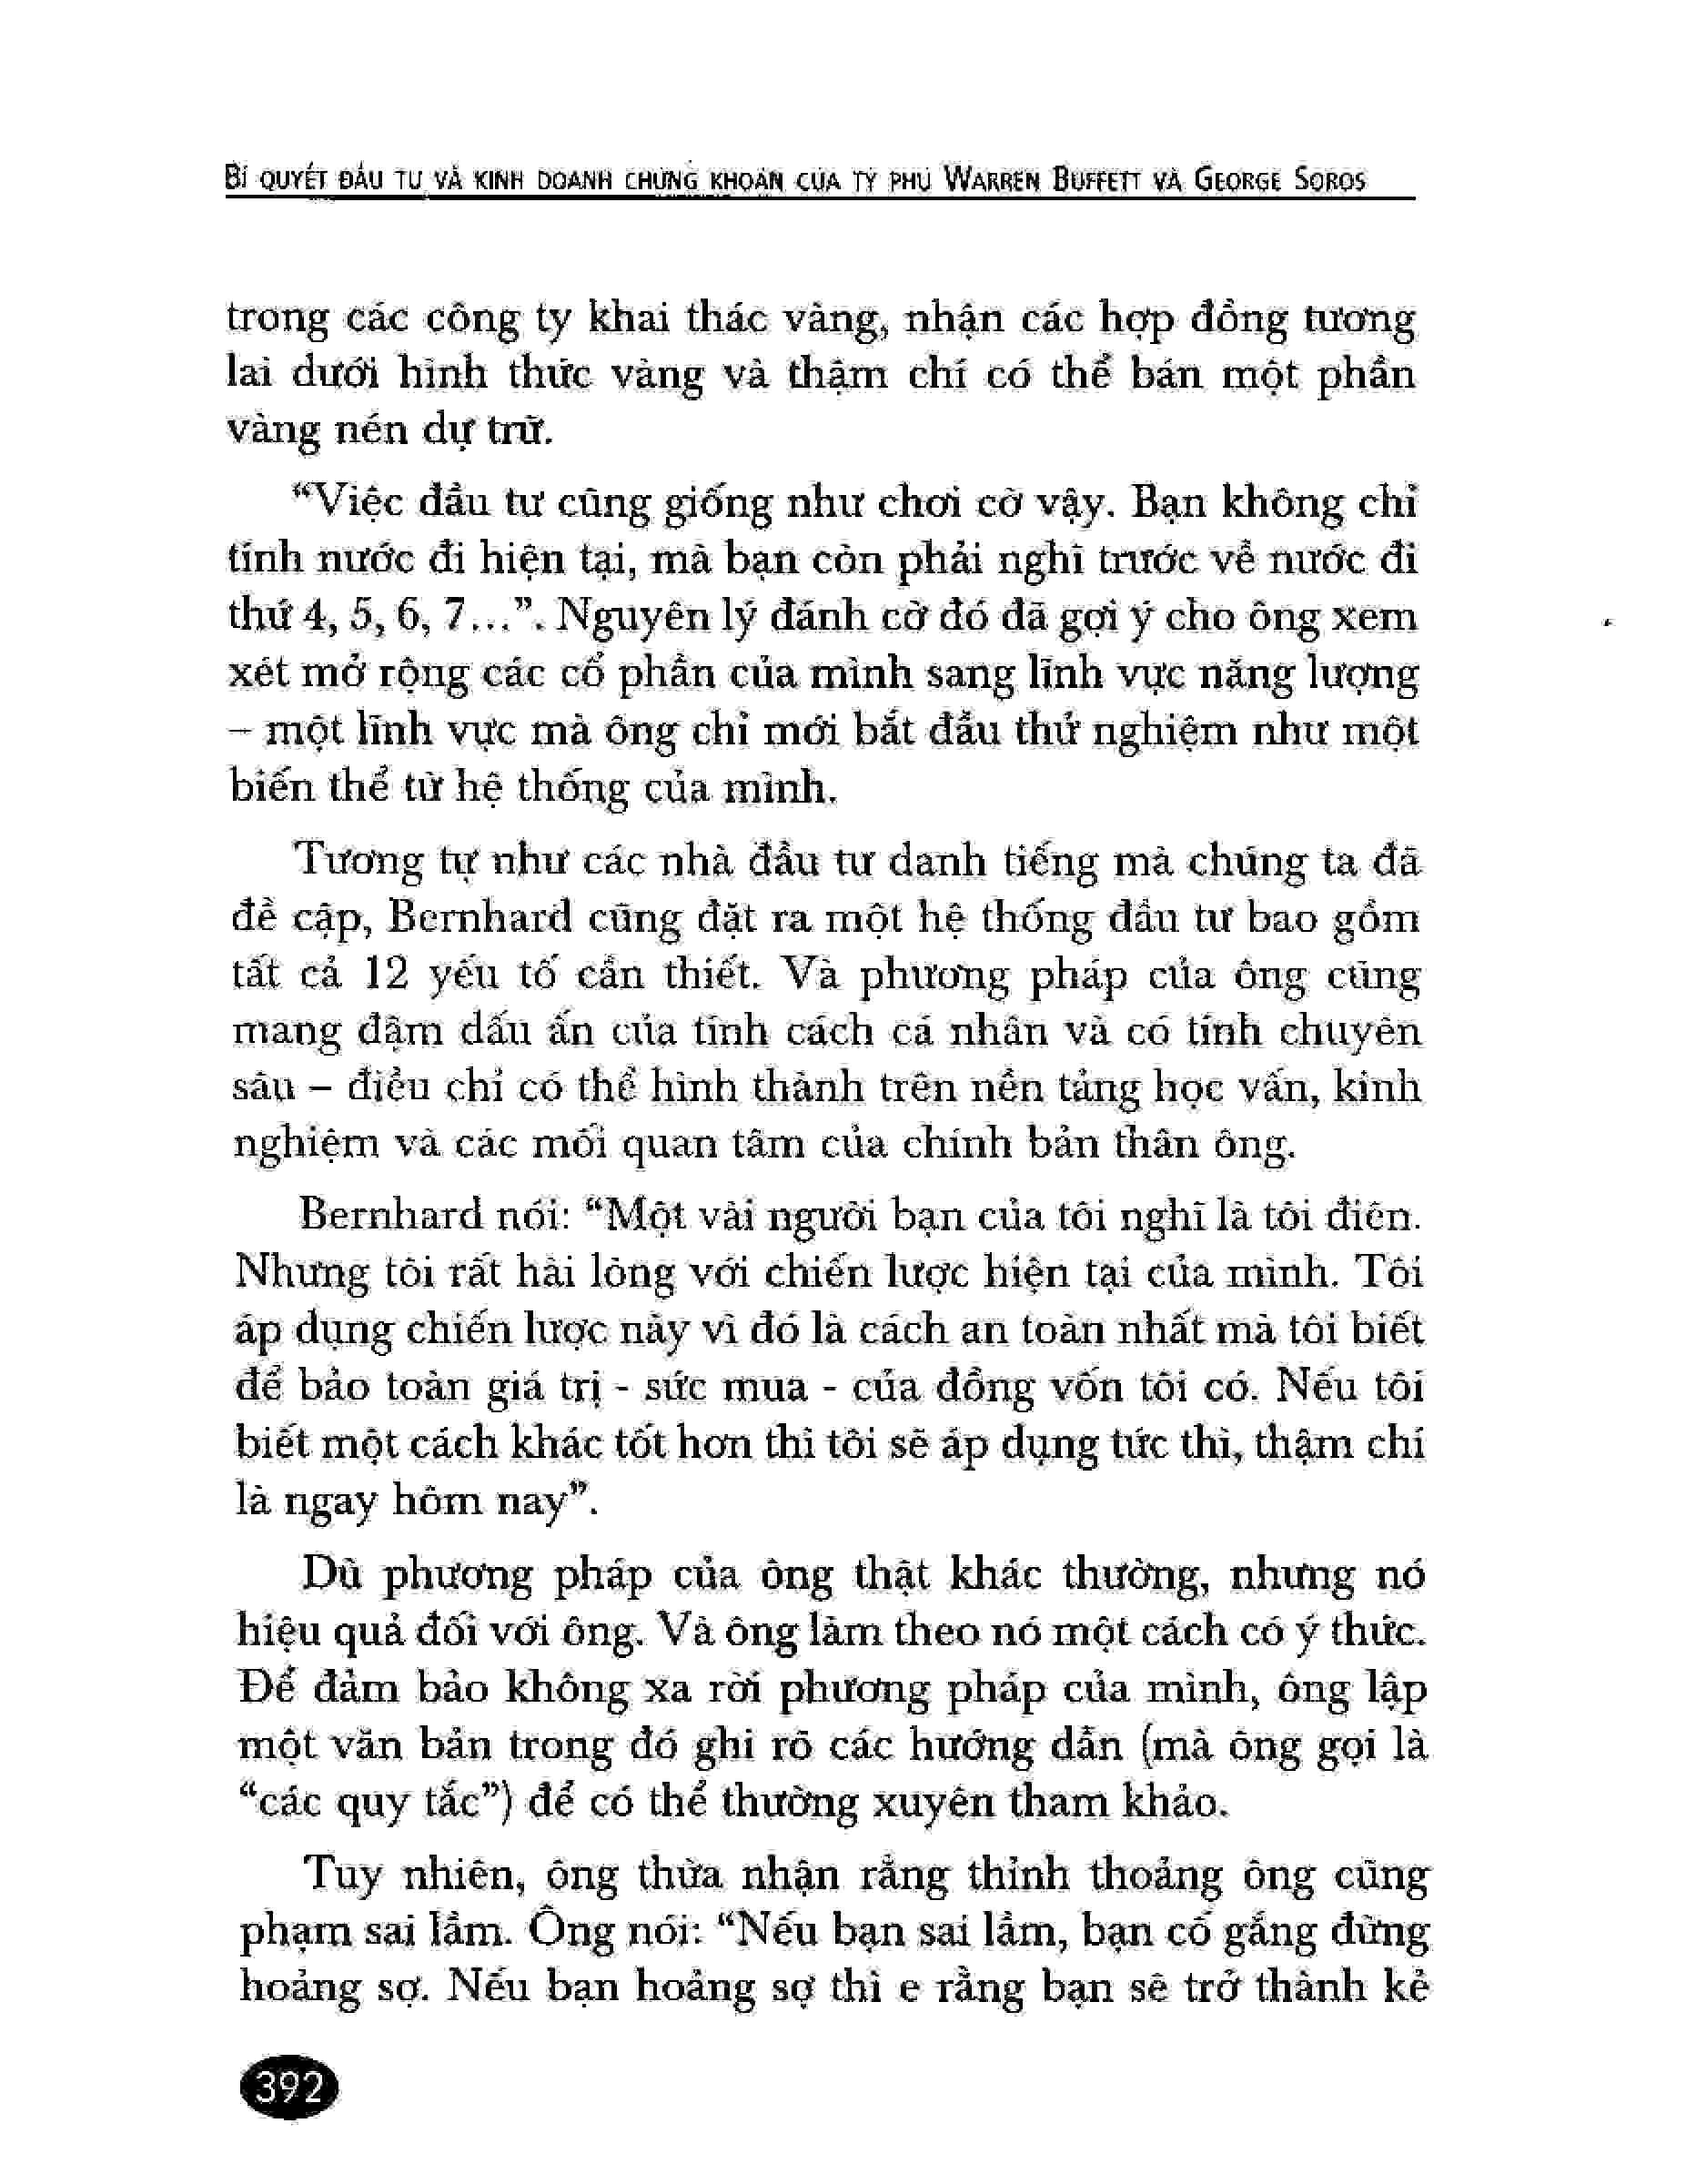 BÍ QUYẾT ĐẦU TƯ VÀ KINH DOANH CHỨNG KHOÁN CỦA TỶ PHÚ WARREN BUFFETT VÀ GEORGE SOROS
trong các công ty khai thác vàng, nhận các hợp đồng tương
lai dưới hình thức vàng và thậm chí có thể bán một phần
vàng nén dự trữ.
“Việc đầu tư cũng giống như chơi cờ vậy. Bạn không chỉ
tính nước đi hiện tại, mà bạn còn phải nghĩ trước về nước đi
thứ 4, 5, 6, 7...”. Nguyên lý đánh cờ đó đã gợi ý cho ông xem
xét mở rộng các cổ phần của mình sang lĩnh vực năng lượng
– một lĩnh vực mà ông chỉ mới bắt đầu thử nghiệm như một
biến thể từ hệ thống của mình.
Tương tự như các nhà đầu tư danh tiếng mà chúng ta đã
đề cập, Bernhard cũng đặt ra một hệ thống đầu tư bao gồm
tất cả 12 yếu tố cần thiết. Và phương pháp của ông cũng
mang đậm dấu ấn của tính cách cá nhân và có tính chuyên
sâu – điều chỉ có thể hình thành trên nền tảng học vấn, kinh
nghiệm và các mối quan tâm của chính bản thân ông.
Bernhard nói: “Một vài người bạn của tôi nghĩ là tôi điên.
Nhưng tôi rất hài lòng với chiến lược hiện tại của mình. Tôi
áp dụng chiến lược này vì đó là cách an toàn nhất mà tôi biết
để bảo toàn giá trị - sức mua - của đồng vốn tôi có. Nếu tôi
biết một cách khác tốt hơn thì tôi sẽ áp dụng tức thì, thậm chí
là ngay hôm nay”.
Dù phương pháp của ông thật khác thường, nhưng nó
hiệu quả đối với ông. Và ông làm theo nó một cách có ý thức.
Để đảm bảo không xa rời phương pháp của mình, ông lập
một văn bản trong đó ghi rõ các hướng dẫn (mà ông gọi là
“các quy tắc”) để có thể thường xuyên tham khảo.
Tuy nhiên, ông thừa nhận rằng thỉnh thoảng ông cũng
phạm sai lầm. Ông nói: “Nếu bạn sai lầm, bạn cố gắng đừng
hoảng sợ. Nếu bạn hoảng sợ thì e rằng bạn sẽ trở thành kẻ
392